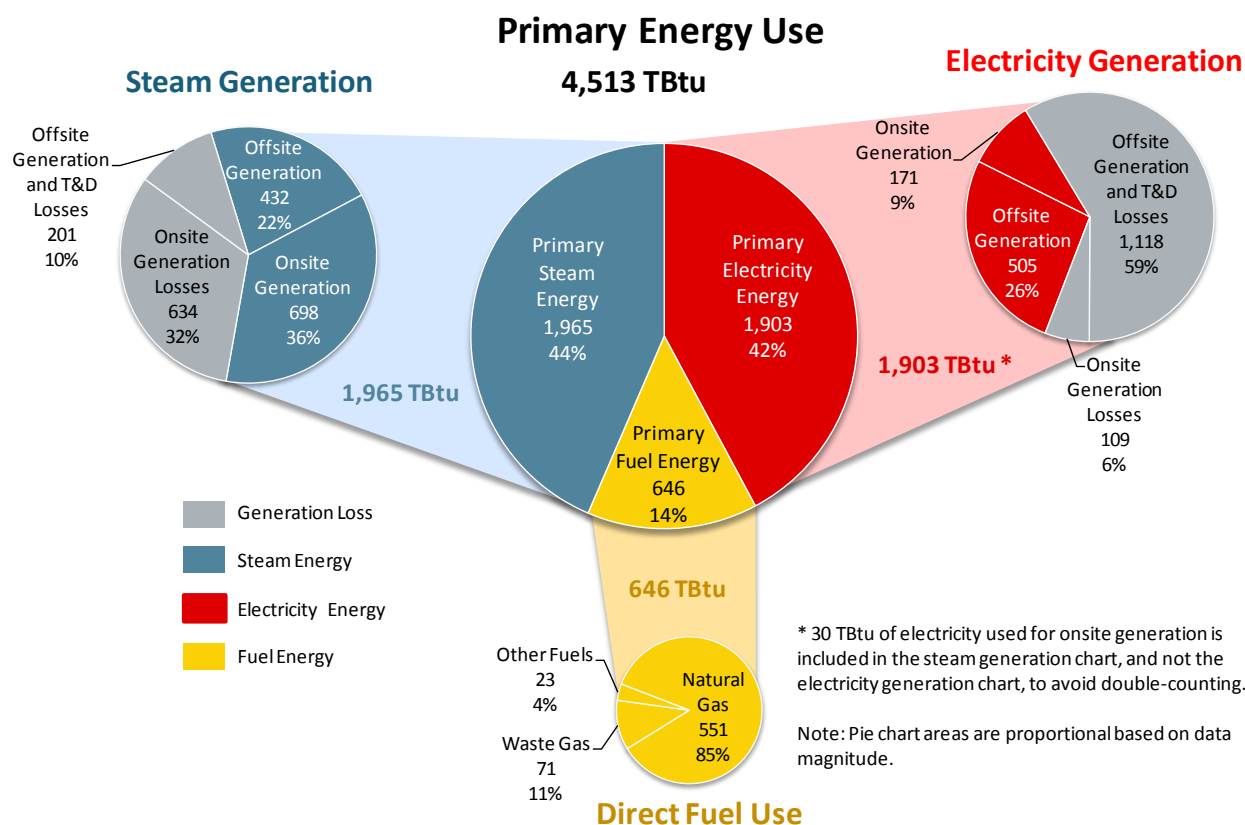 Primary Energy Use
4,513 TBtu
Steam Generation
Offsite
Generation
and T&D
Losses
201
10%
Offsite
Generation
432
22%
Onsite
Generation
Losses
634
32%
Onsite
Generation
698
36%
1,965 TBtu
Primary
Steam
Energy
1,965
44%
Primary
Electricity
Energy
1,903
42%
Primary
Fuel Energy
646
14%
Electricity Generation
Onsite
Generation
171
9%
Offsite
Generation
and T&D
Losses
1,118
59%
Offsite
Generation
505
26%
Onsite
Generation
Losses
109
6%
1,903 TBtu *
Generation Loss
Steam Energy
Electricity Energy
Fuel Energy
646 TBtu
Other Fuels
23
4%
Waste Gas
71
11%
Natural
Gas
551
85%
Direct Fuel Use
* 30 TBtu of electricity used for onsite generation is
included in the steam generation chart, and not the
electricity generation chart, to avoid double-counting.
Note: Pie chart areas are proportional based on data
magnitude.